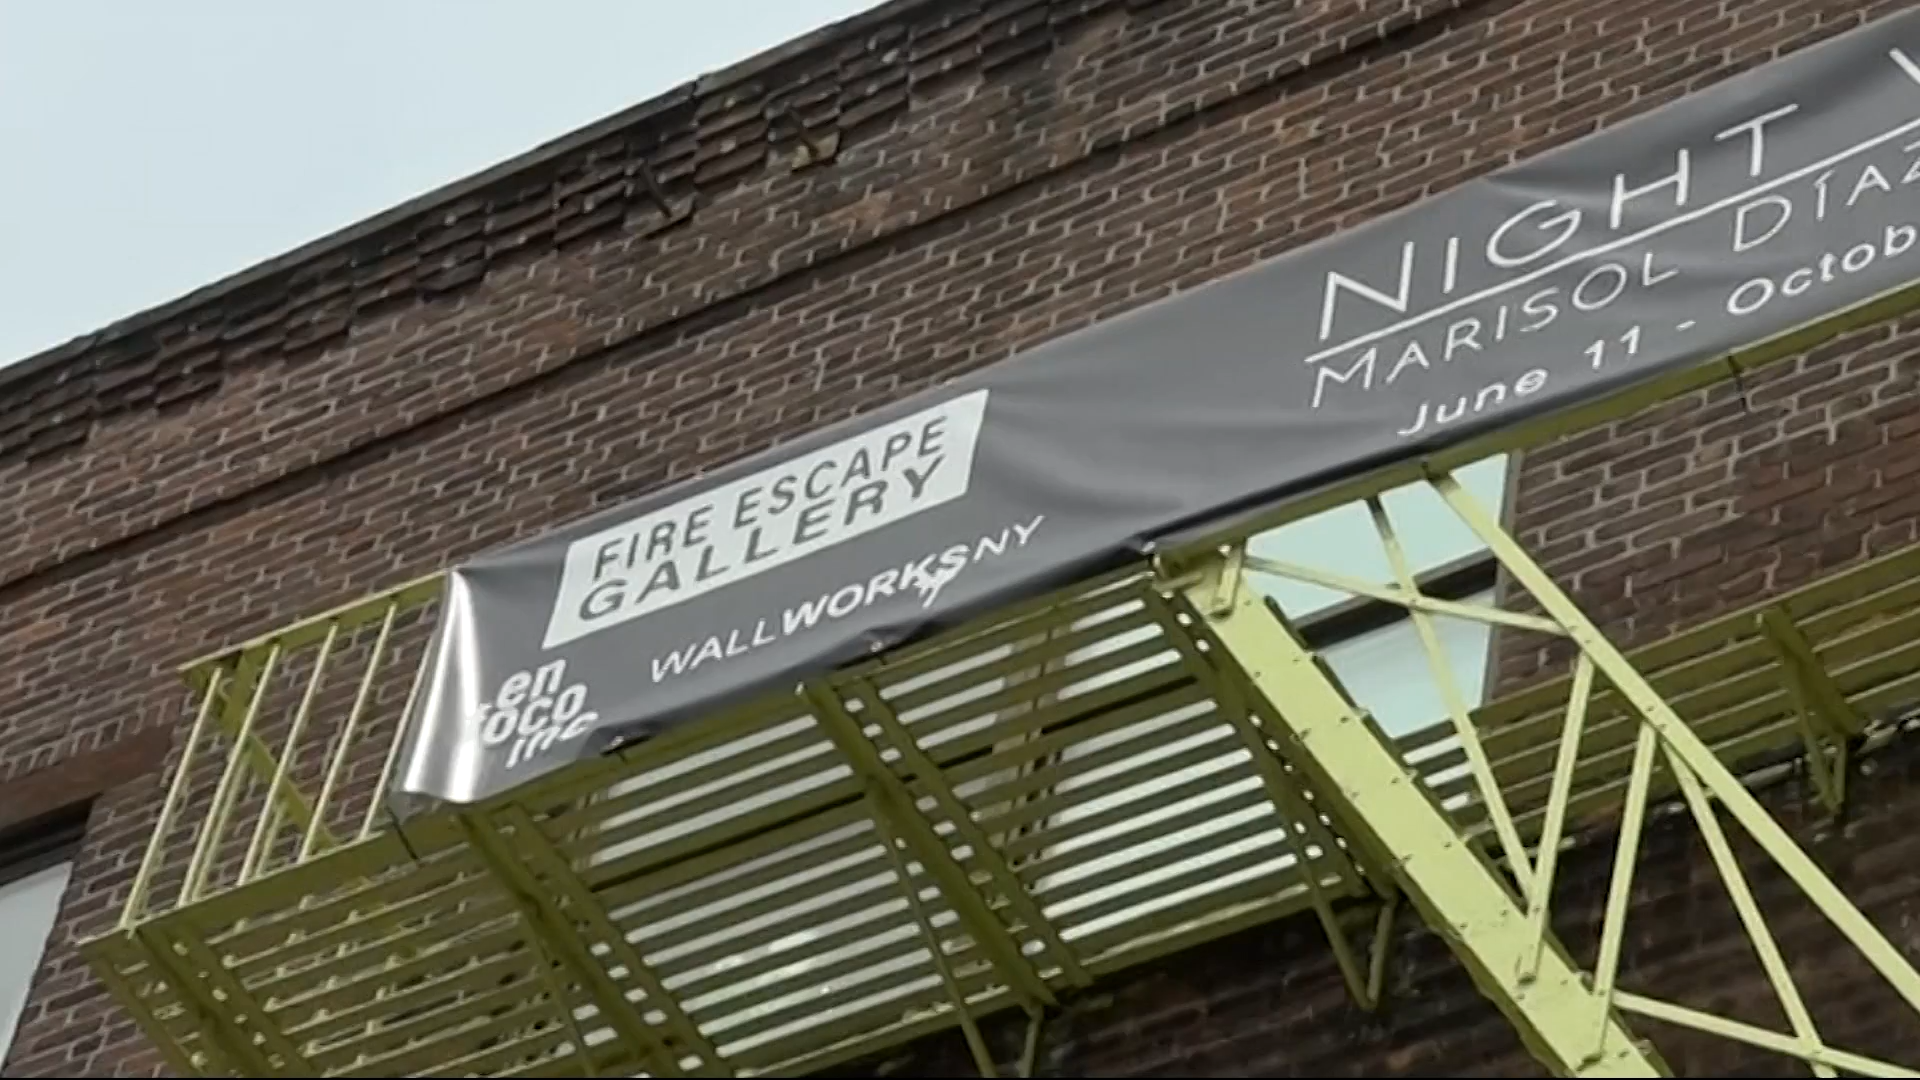 FIRE ESCAPE
GALLERY
WALLWORKSNY
en
foco
inc
NIGHT
MARISOL DÍAZ
June 11 -